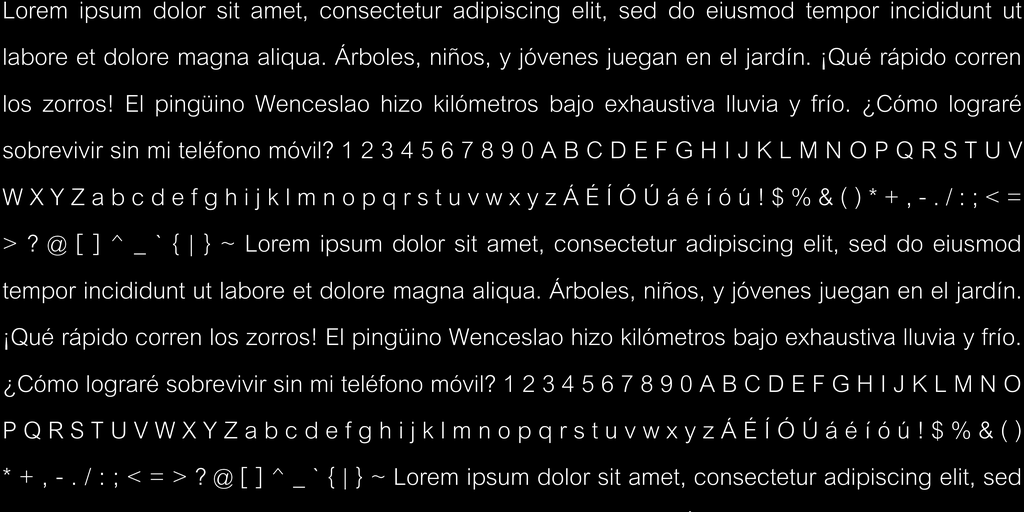 Lorem ipsum dolor sit amet, consectetur adipiscing elit, sed do eiusmod tempor incididunt ut
labore et dolore magna aliqua. Árboles, niños, y jóvenes juegan en el jardín. ¡Qué rápido corren
los zorros! El pingüino Wenceslao hizo kilómetros bajo exhaustiva lluvia y frío. ¿Cómo lograré
sobrevivir sin mi teléfono móvil? 1 2 3 4 5 6 7 8 9 0 A B C D E F G H I J K L M N O P Q R S T U V
W X Y Z a b c d e f g h i j k l m n o p q r s t u v w x y z Á É Í Ó Ú á é í ó ú ! $ % & ( ) * + , - . / : ; < =
> ? @ [ ] ^ _ ` { | } ~ Lorem ipsum dolor sit amet, consectetur adipiscing elit, sed do eiusmod
tempor incididunt ut labore et dolore magna aliqua. Árboles, niños, y jóvenes juegan en el jardín.
¡Qué rápido corren los zorros! El pingüino Wenceslao hizo kilómetros bajo exhaustiva lluvia y frío.
¿Cómo lograré sobrevivir sin mi teléfono móvil? 1 2 3 4 5 6 7 8 9 0 A B C D E F G H I J K L M N O
P Q R S T U V W X Y Z a b c d e f g h i j k l m n o p q r s t u v w x y z Á É Í Ó Ú á é í ó ú ! $ % & ( )
* + , - . / : ; < = > ? @ [ ] ^ _ ` { | } ~ Lorem ipsum dolor sit amet, consectetur adipiscing elit, sed